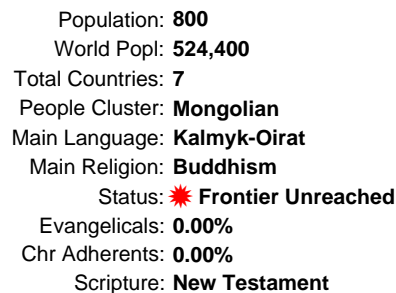 Population: 800
World Popl: 524,400
Total Countries: 7
People Cluster: Mongolian
Main Language: Kalmyk-Oirat
Main Religion: Buddhism
Status: Frontier Unreached
Evangelicals: 0.00%
Chr Adherents: 0.00%
Scripture: New Testament